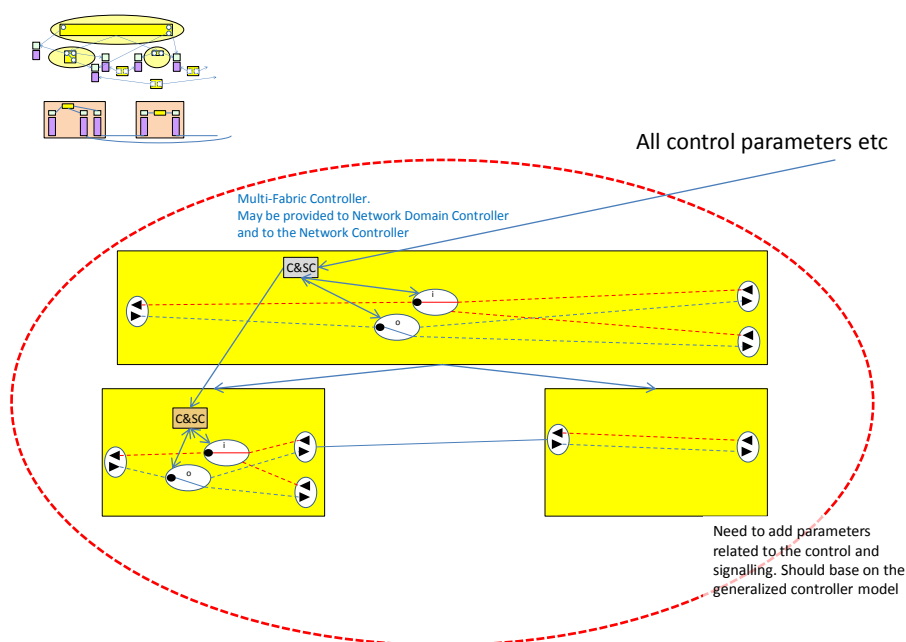 All control parameters etc
Multi-Fabric Controller.
May be provided to Network Domain Controller
and to the Network Controller
C&SC
i
o
C&SC
i
o
Need to add parameters
related to the control and
signalling. Should base on the
generalized controller model